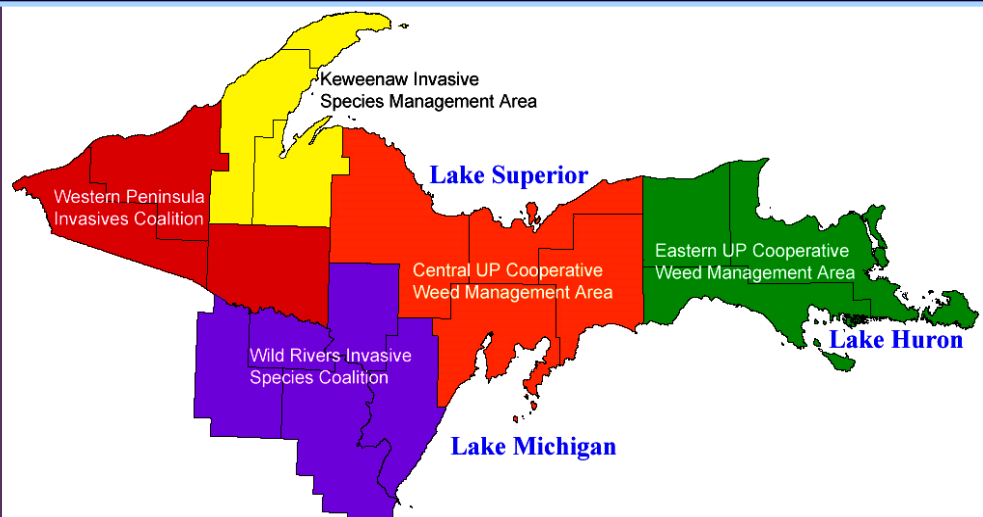 Keweenaw Invasive
Species Management Area
Lake Superior
Western Peninsula
Invasives Coalition
Eastern UP Cooperative
Weed Management Area
Central UP Cooperative
Weed Management Area
Lake Huron
Wild Rivers Invasive
Species Coalition
Lake Michigan